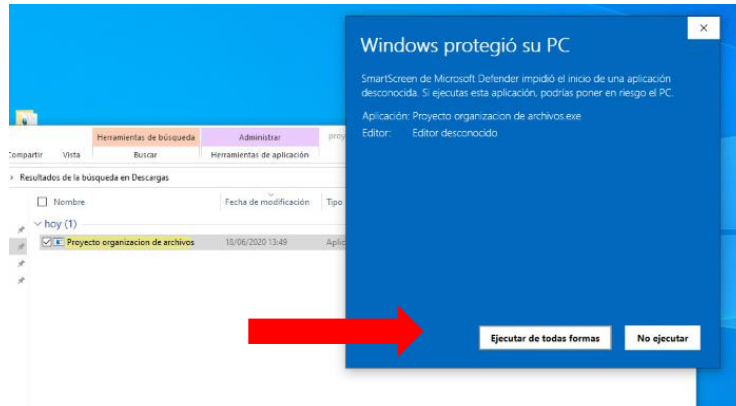 Windows protegió su PC
SmartScreen de Microsoft Defender impidió el inicio de una aplicación
desconocida. Si ejecutas esta aplicación, podrías poner en riesgo el PC.
Aplicación: Proyecto organizacion de archivos.exe
Editor: Editor desconocido
Ejecutar de todas formas
No ejecutar
Herramientas de búsqueda
Administrar
proy
Compartir
Vista
Buscar
Herramientas de aplicación
Resultados de la búsqueda en Descargas
Nombre
Fecha de modificación
Tipo
hoy (1)
Proyecto organizacion de archivos
18/06/2020 13:49
Aplic